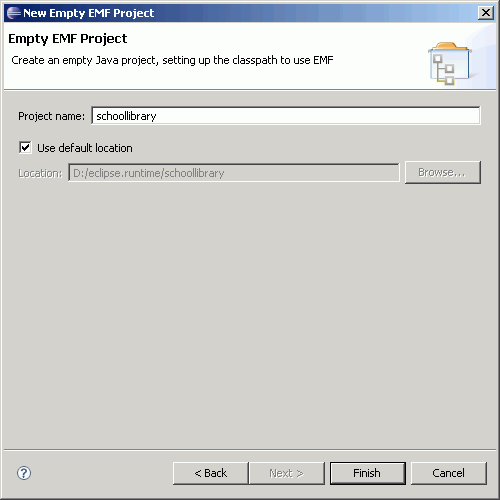 New Empty EMF Project
Empty EMF Project
Create an empty Java project, setting up the classpath to use EMF
Project name: schoollibrary
Use default location
Location: D:/eclipse.runtime/schoollibrary Browse...
? < Back Next > Finish Cancel